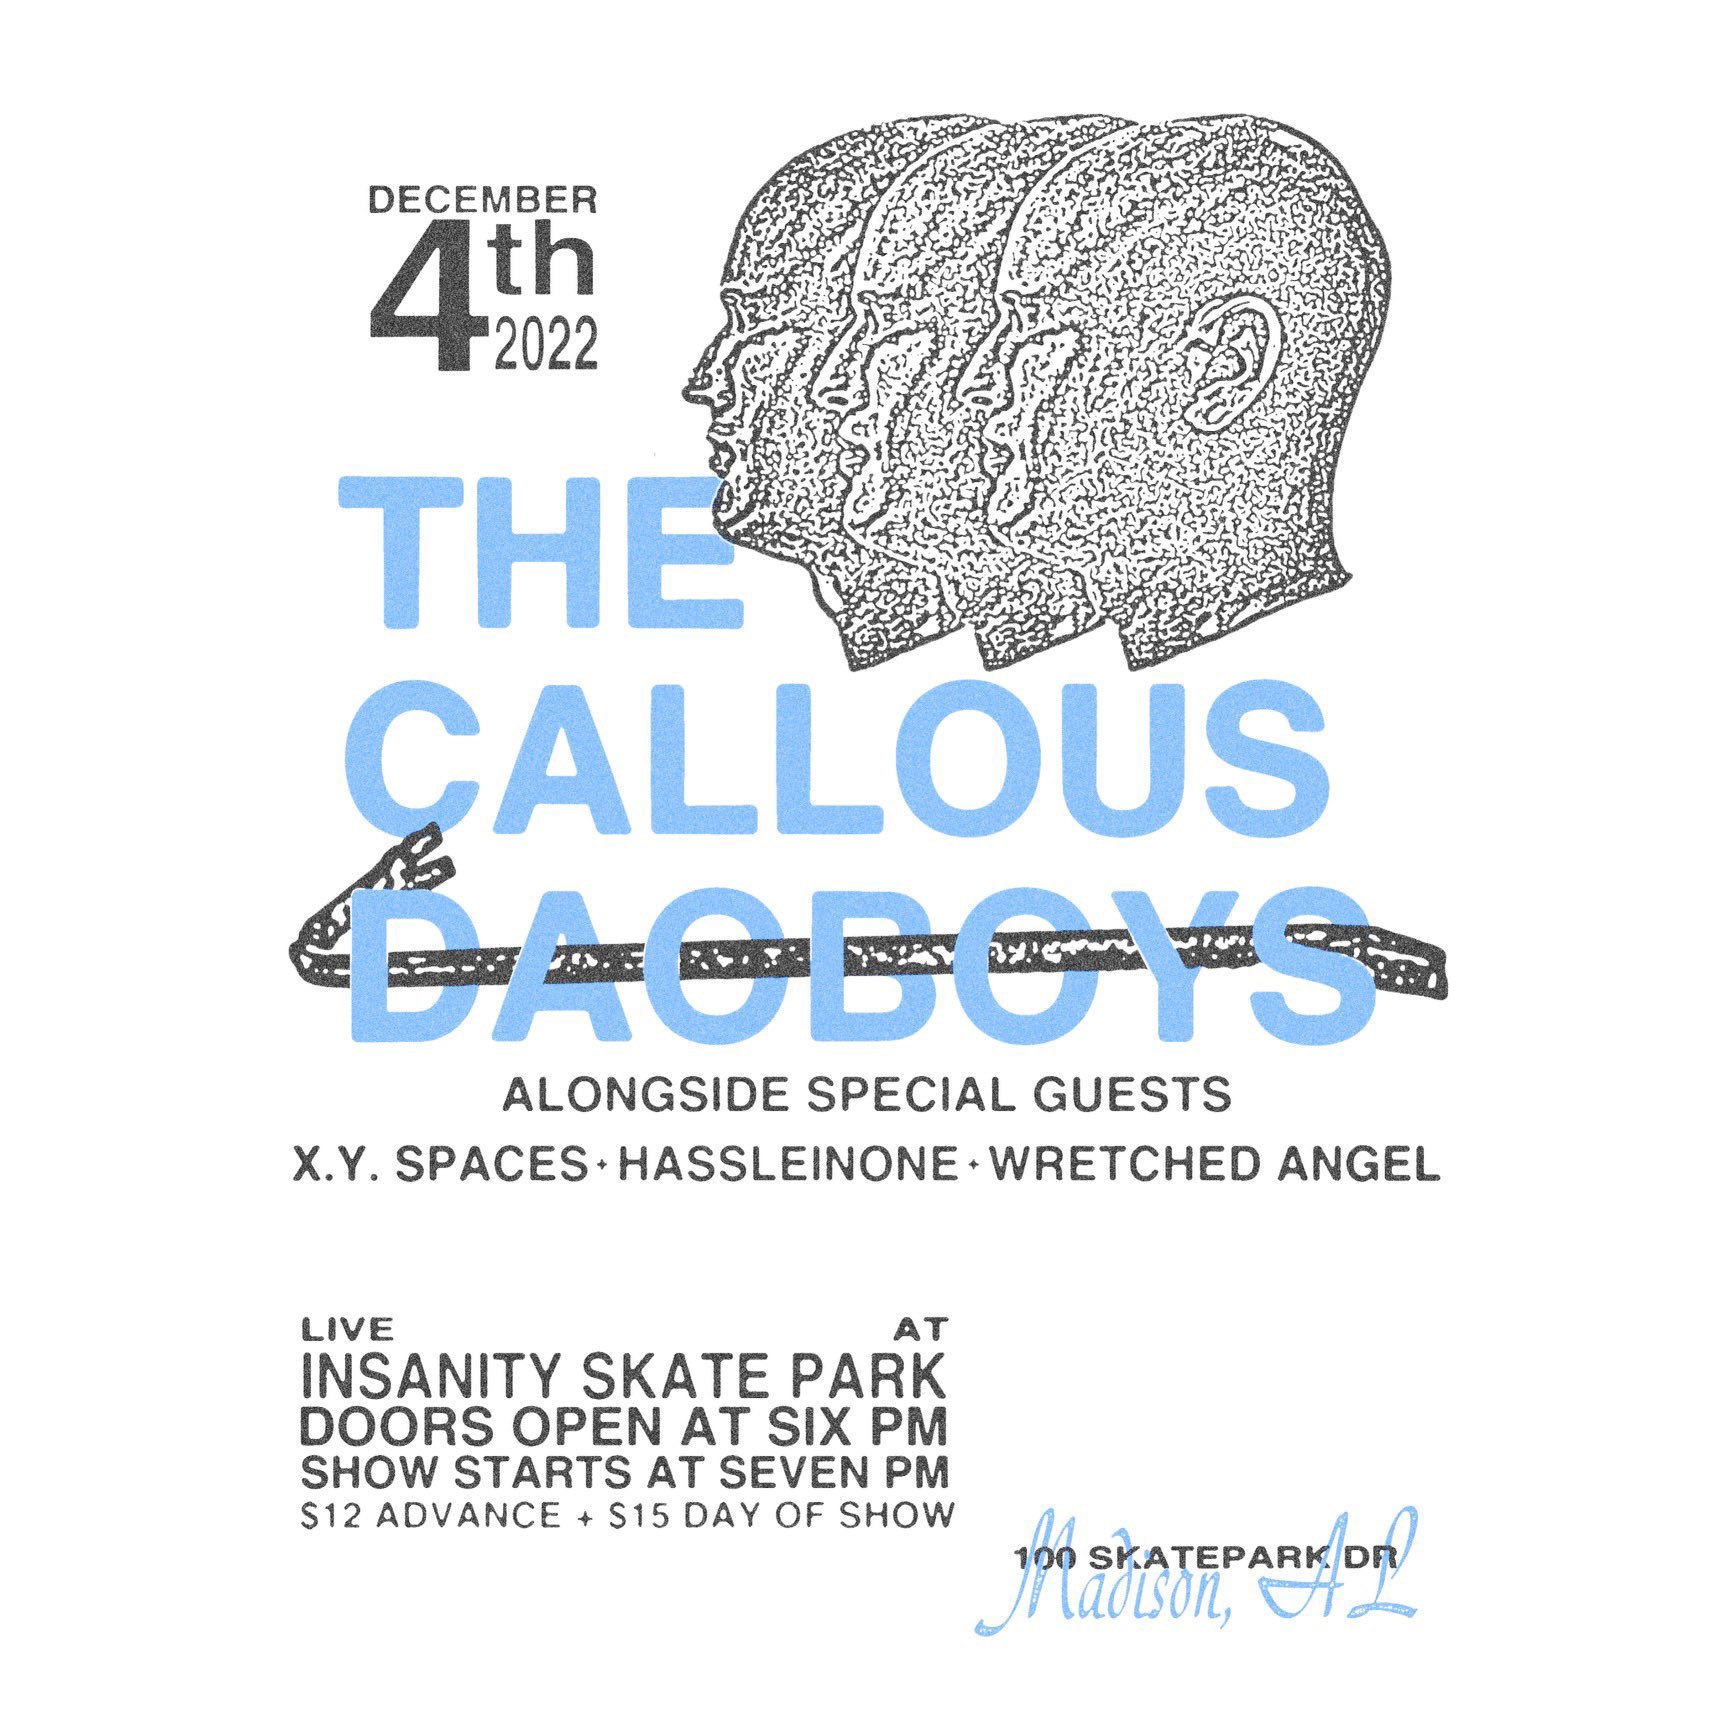 DECEMBER
4th
2022
THE
CALLOUS
DAOBOYS
ALONGSIDE SPECIAL GUESTS
X.Y. SPACES + HASSLEINONE + WRETCHED ANGEL
LIVE AT
INSANITY SKATE PARK
DOORS OPEN AT SIX PM
SHOW STARTS AT SEVEN PM
$12 ADVANCE + $15 DAY OF SHOW
100 SKATEPARK DR
Madison, AL